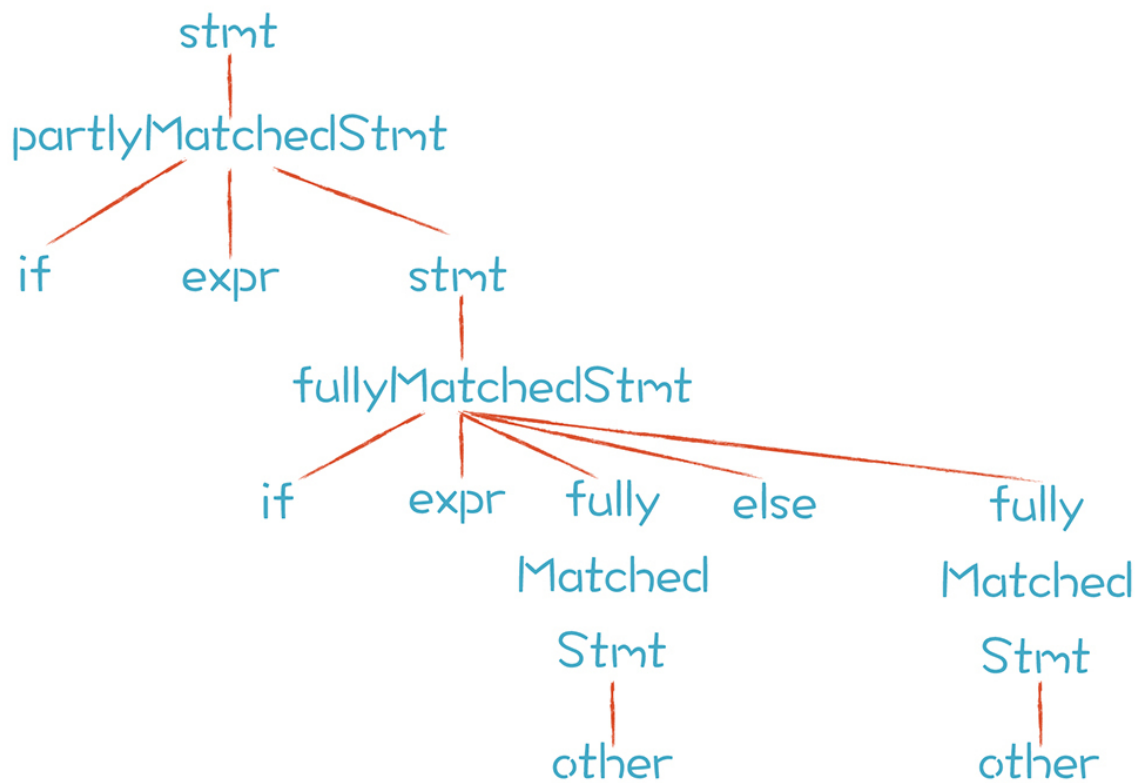 stmt
partlyMatchedStmt
if expr stmt
fullyMatchedStmt
if expr fully else fully
Matched Matched
Stmt Stmt
other other